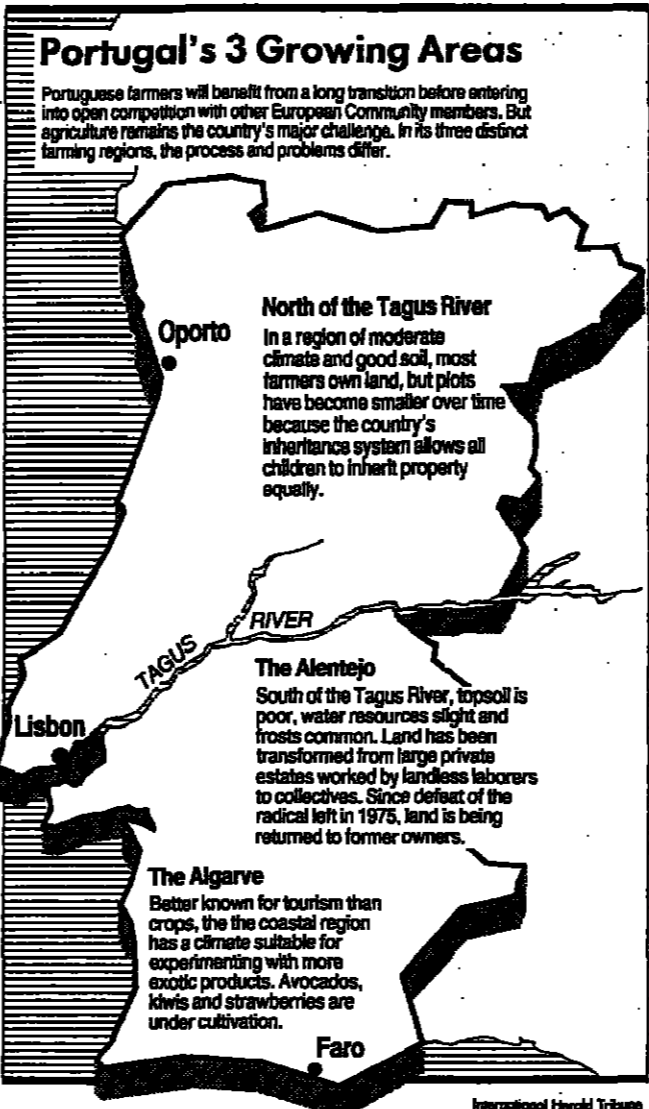 Portugal's 3 Growing Areas
Portuguese farmers will benefit from a long transition before entering
into open competition with other European Community members. But
agriculture remains the country's major challenge. In its three distinct
farming regions, the process and problems differ.
North of the Tagus River
In a region of moderate
climate and good soil, most
farmers own land, but plots
have become smaller over time
because the country's
inheritance system allows all
children to inherit property
equally.
Oporto
TAGUS
RIVER
The Alentejo
South of the Tagus River, topsoil is
poor, water resources slight and
frosts common. Land has been
transformed from large private
estates worked by landless laborers
to collectives. Since defeat of the
radical left in 1975, land is being
returned to former owners.
Lisbon
The Algarve
Better known for tourism than
crops, the the coastal region
has a climate suitable for
experimenting with more
exotic products. Avocados,
kiwis and strawberries are
under cultivation.
Faro
International Herald Tribune